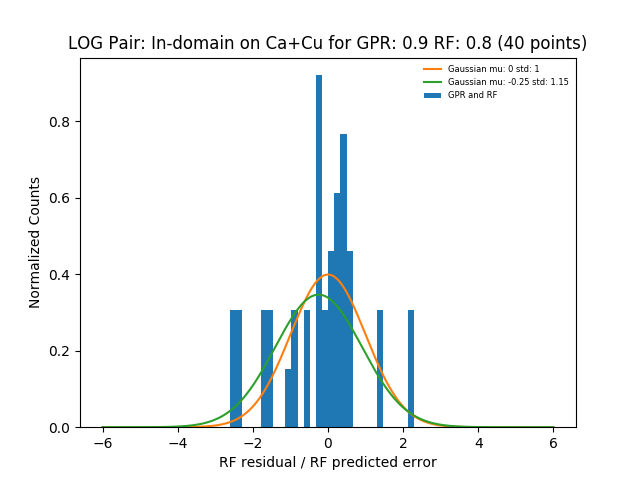 LOG Pair: In-domain on Ca+Cu for GPR: 0.9 RF: 0.8 (40 points)
Gaussian mu: 0 std: 1
Gaussian mu: -0.25 std: 1.15
GPR and RF
Normalized Counts
0.8
0.6
0.4
0.2
0.0
−6 −4 −2 0 2 4 6
RF residual / RF predicted error